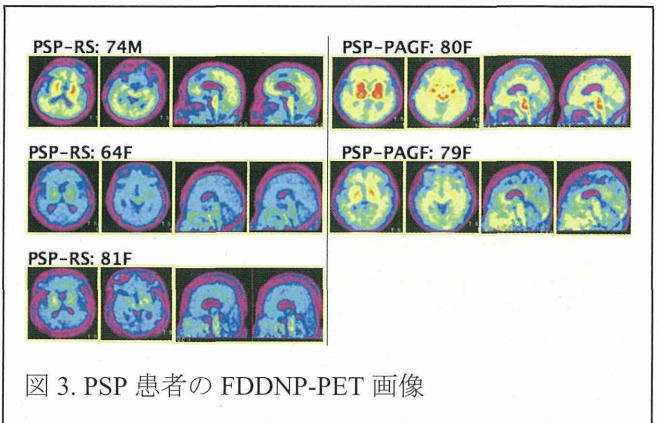 PSP-RS: 74M
PSP-PAGF: 80F
PSP-RS: 64F
PSP-PAGF: 79F
PSP-RS: 81F
図 3. PSP 患者の FDDNP-PET 画像